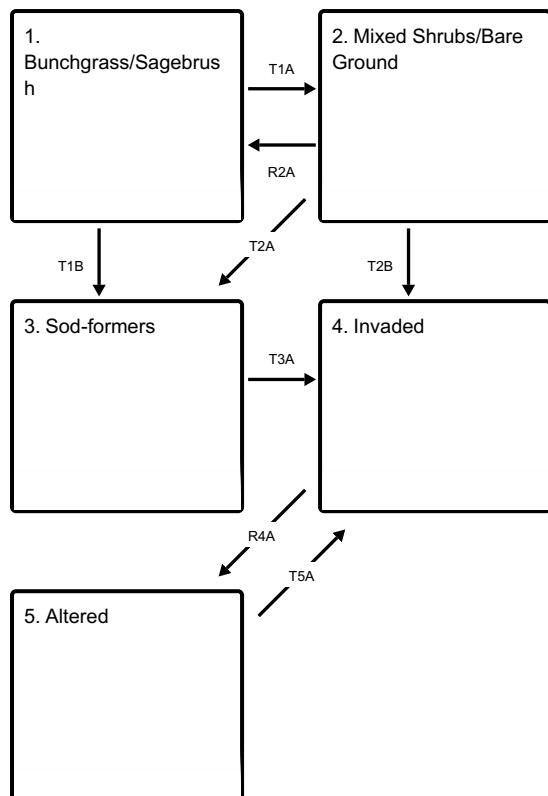 1.
Bunchgrass/Sagebrus
h
T1A
2. Mixed Shrubs/Bare
Ground
R2A
T1B
T2A
T2B
3. Sod-formers
T3A
4. Invaded
R4A
T5A
5. Altered